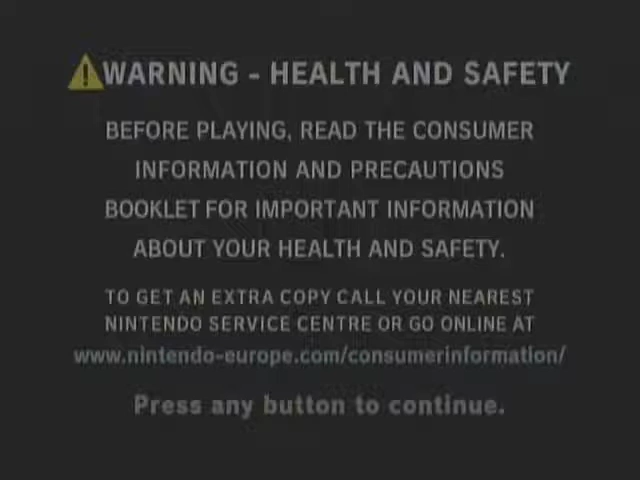 WARNING - HEALTH AND SAFETY
BEFORE PLAYING, READ THE CONSUMER
INFORMATION AND PRECAUTIONS
BOOKLET FOR IMPORTANT INFORMATION
ABOUT YOUR HEALTH AND SAFETY.
TO GET AN EXTRA COPY CALL YOUR NEAREST
NINTENDO SERVICE CENTRE OR GO ONLINE AT
www.nintendo-europe.com/consumerinformation/
Press any button to continue.